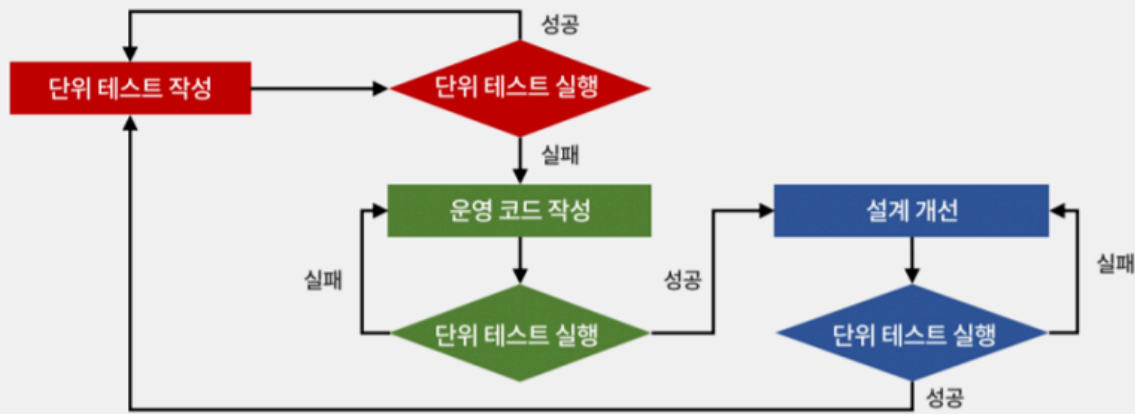 성공
단위 테스트 작성
단위 테스트 실행
실패
운영 코드 작성
설계 개선
실패
성공
실패
단위 테스트 실행
단위 테스트 실행
성공